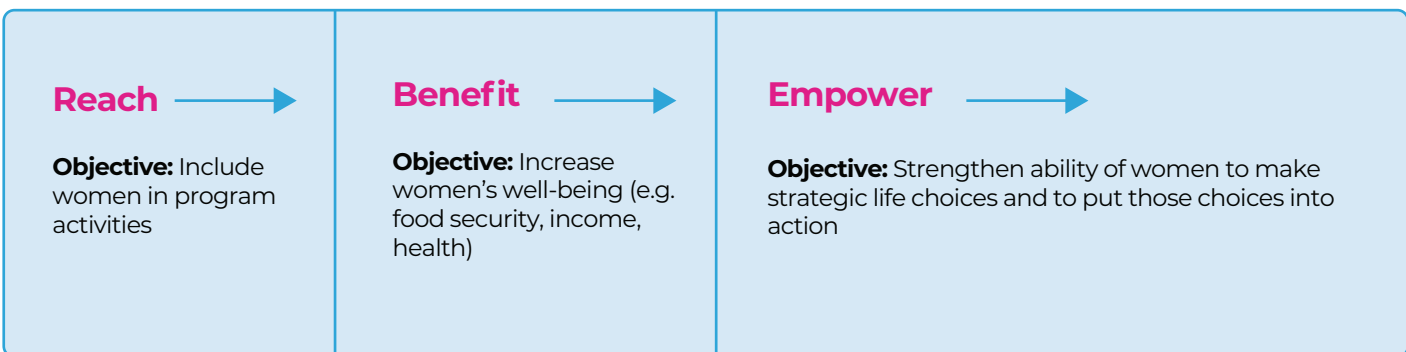 Reach
Objective: Include
women in program
activities
Benefit
Objective: Increase
women’s well-being (e.g.
food security, income,
health)
Empower
Objective: Strengthen ability of women to make
strategic life choices and to put those choices into
action